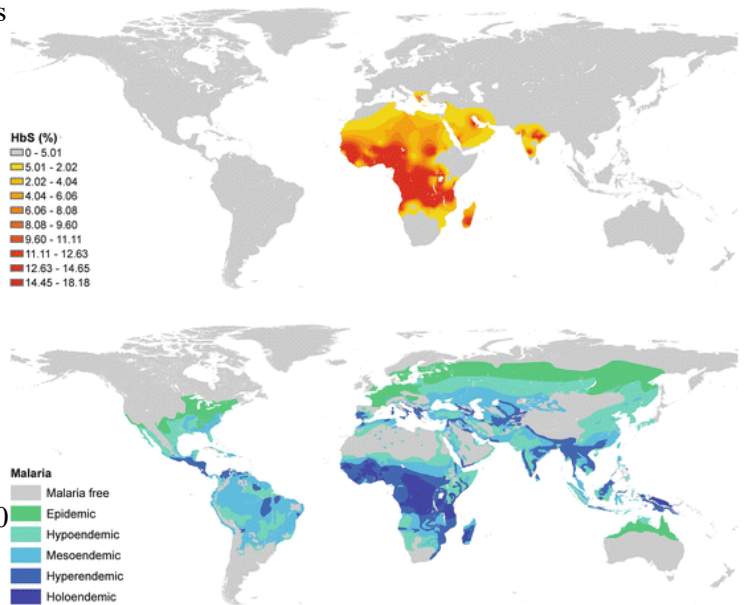 s
HbS (%)
0 - 5.01
5.01 - 2.02
2.02 - 4.04
4.04 - 6.06
6.06 - 8.08
8.08 - 9.60
9.60 - 11.11
11.11 - 12.63
12.63 - 14.65
14.45 - 18.18
Malaria
Malaria free
0
Epidemic
Hypoendemic
Mesoendemic
Hyperendemic
Holoendemic